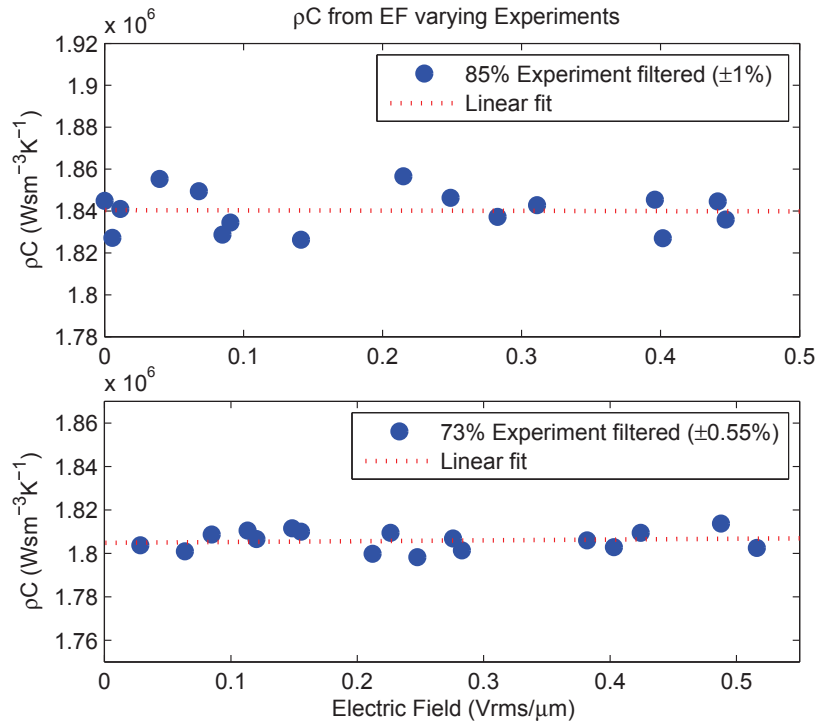 ρC from EF varying Experiments
x 10⁶
1.92
1.9
1.88
1.86
1.84
1.82
1.8
1.78
ρC (Wsm⁻³K⁻¹)
85% Experiment filtered (±1%)
Linear fit
0 0.1 0.2 0.3 0.4 0.5
x 10⁶
1.86
1.84
1.82
1.8
1.78
1.76
ρC (Wsm⁻³K⁻¹)
73% Experiment filtered (±0.55%)
Linear fit
0 0.1 0.2 0.3 0.4 0.5
Electric Field (Vrms/μm)